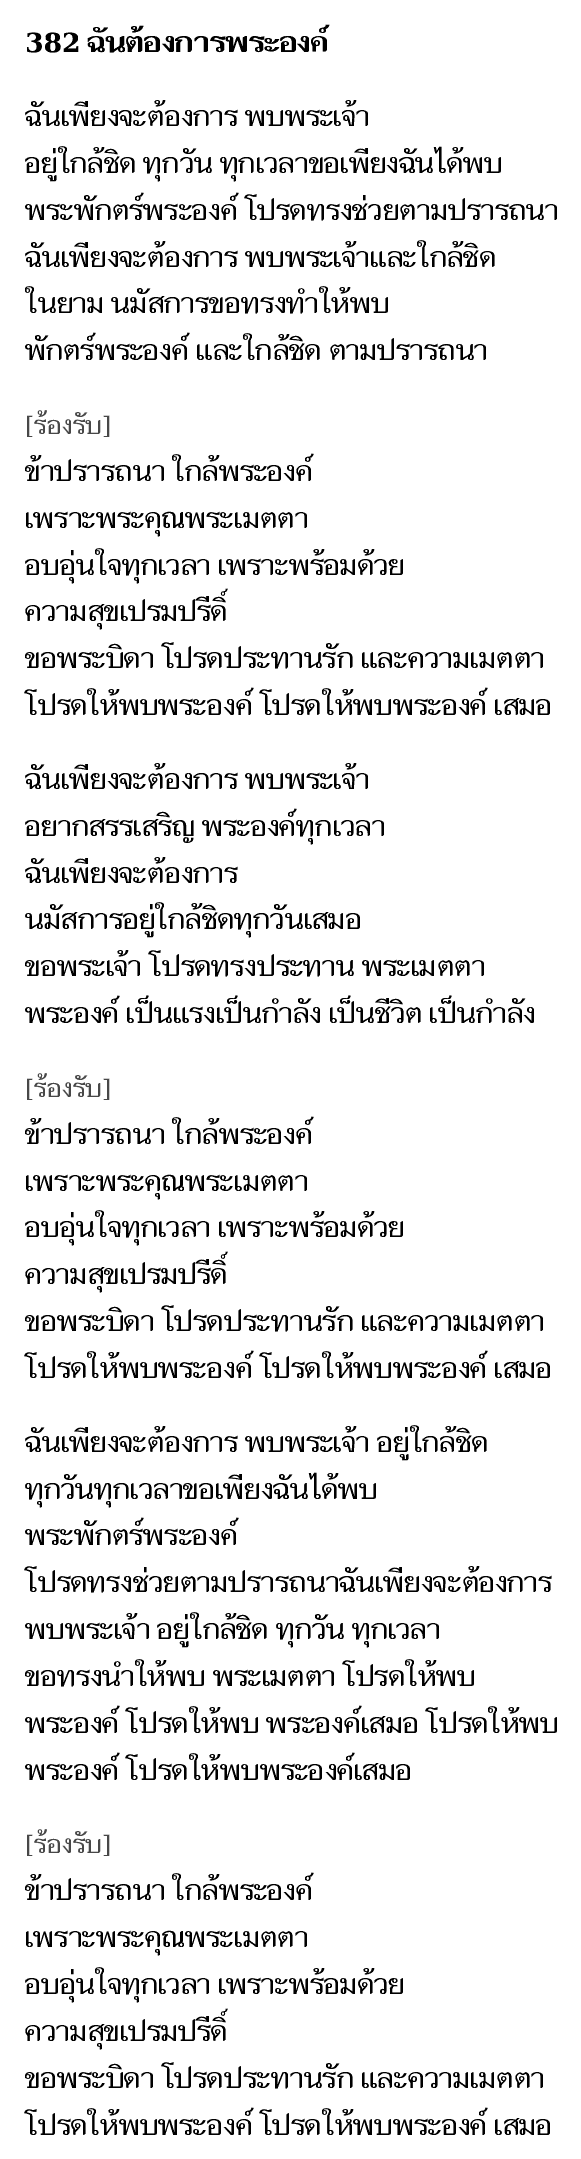 382 ฉันต้องการพระองค์
ฉันเพียงจะต้องการ พบพระเจ้า
อยู่ใกล้ชิด ทุกวัน ทุกเวลาขอเพียงฉันได้พบ
พระพักตร์พระองค์ โปรดทรงช่วยตามปรารถนา
ฉันเพียงจะต้องการ พบพระเจ้าและใกล้ชิด
ในยาม นมัสการขอทรงทำให้พบ
พักตร์พระองค์ และใกล้ชิด ตามปรารถนา
[ร้องรับ]
ข้าปรารถนา ใกล้พระองค์
เพราะพระคุณพระเมตตา
อบอุ่นใจทุกเวลา เพราะพร้อมด้วย
ความสุขเปรมปรีดิ์
ขอพระบิดา โปรดประทานรัก และความเมตตา
โปรดให้พบพระองค์ โปรดให้พบพระองค์ เสมอ
ฉันเพียงจะต้องการ พบพระเจ้า
อยากสรรเสริญ พระองค์ทุกเวลา
ฉันเพียงจะต้องการ
นมัสการอยู่ใกล้ชิดทุกวันเสมอ
ขอพระเจ้า โปรดทรงประทาน พระเมตตา
พระองค์ เป็นแรงเป็นกำลัง เป็นชีวิต เป็นกำลัง
[ร้องรับ]
ข้าปรารถนา ใกล้พระองค์
เพราะพระคุณพระเมตตา
อบอุ่นใจทุกเวลา เพราะพร้อมด้วย
ความสุขเปรมปรีดิ์
ขอพระบิดา โปรดประทานรัก และความเมตตา
โปรดให้พบพระองค์ โปรดให้พบพระองค์ เสมอ
ฉันเพียงจะต้องการ พบพระเจ้า อยู่ใกล้ชิด
ทุกวันทุกเวลาขอเพียงฉันได้พบ
พระพักตร์พระองค์
โปรดทรงช่วยตามปรารถนาฉันเพียงจะต้องการ
พบพระเจ้า อยู่ใกล้ชิด ทุกวัน ทุกเวลา
ขอทรงนำให้พบ พระเมตตา โปรดให้พบ
พระองค์ โปรดให้พบ พระองค์เสมอ โปรดให้พบ
พระองค์ โปรดให้พบพระองค์เสมอ
[ร้องรับ]
ข้าปรารถนา ใกล้พระองค์
เพราะพระคุณพระเมตตา
อบอุ่นใจทุกเวลา เพราะพร้อมด้วย
ความสุขเปรมปรีดิ์
ขอพระบิดา โปรดประทานรัก และความเมตตา
โปรดให้พบพระองค์ โปรดให้พบพระองค์ เสมอ